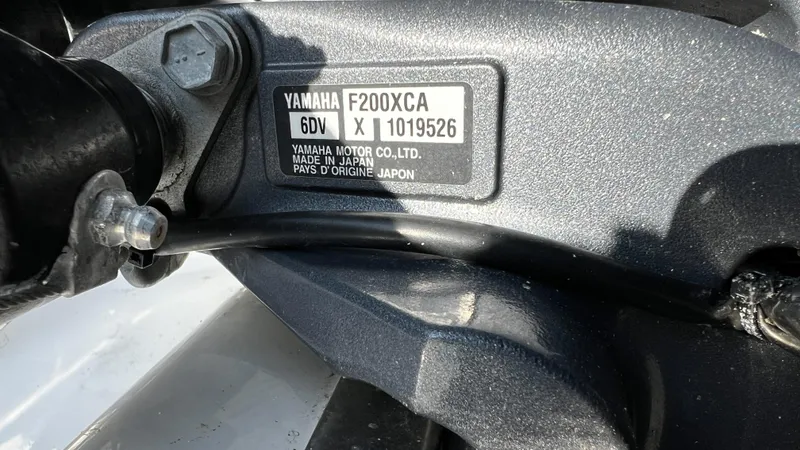 YAMAHA F200XCA
6DV X 1019526
YAMAHA MOTOR CO.,LTD.
MADE IN JAPAN
PAYS D'ORIGINE JAPON